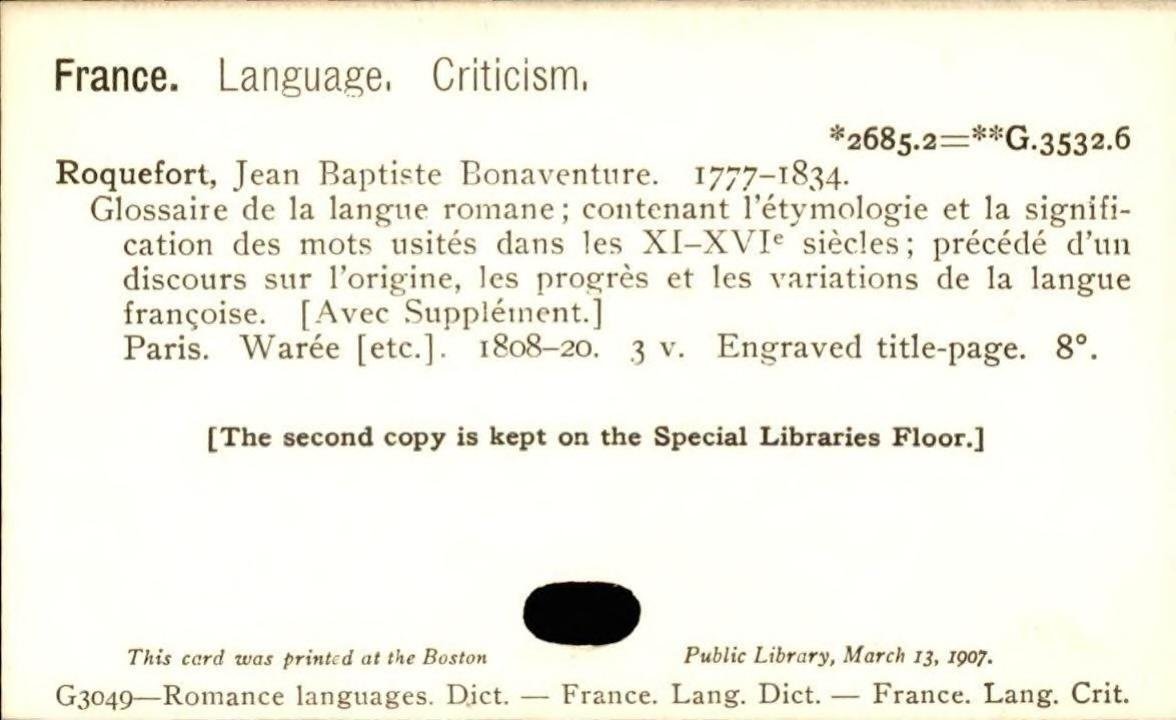 France. Language. Criticism.
*2685.2=**G.3532.6
Roquefort, Jean Baptiste Bonaventure. 1777–1834.
Glossaire de la langue romane; contenant l'étymologie et la signifi-
cation des mots usités dans les XI–XVIe siècles; précédé d'un
discours sur l'origine, les progrès et les variations de la langue
françoise. [Avec Supplément.]
Paris. Warée [etc.]. 1808–20. 3 v. Engraved title-page. 8°.
[The second copy is kept on the Special Libraries Floor.]
This card was printed at the Boston Public Library, March 13, 1907.
G3049—Romance languages. Dict. — France. Lang. Dict. — France. Lang. Crit.